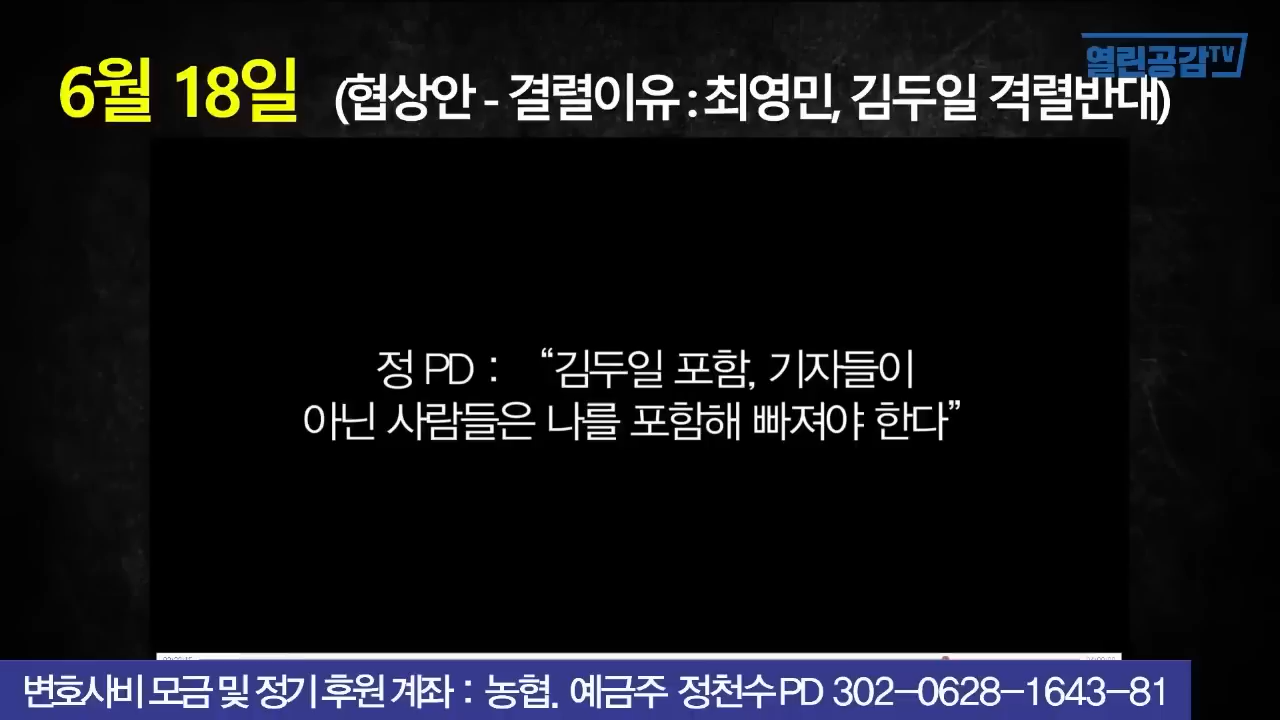 열린공감TV
6월 18일 (협상안 - 결렬이유 : 최영민, 김두일 격렬반대)
정 PD : “김두일 포함, 기자들이
아닌 사람들은 나를 포함해 빠져야 한다”
변호사비 모금 및 정기 후원 계좌 : 농협. 예금주 정천수PD 302-0628-1643-81